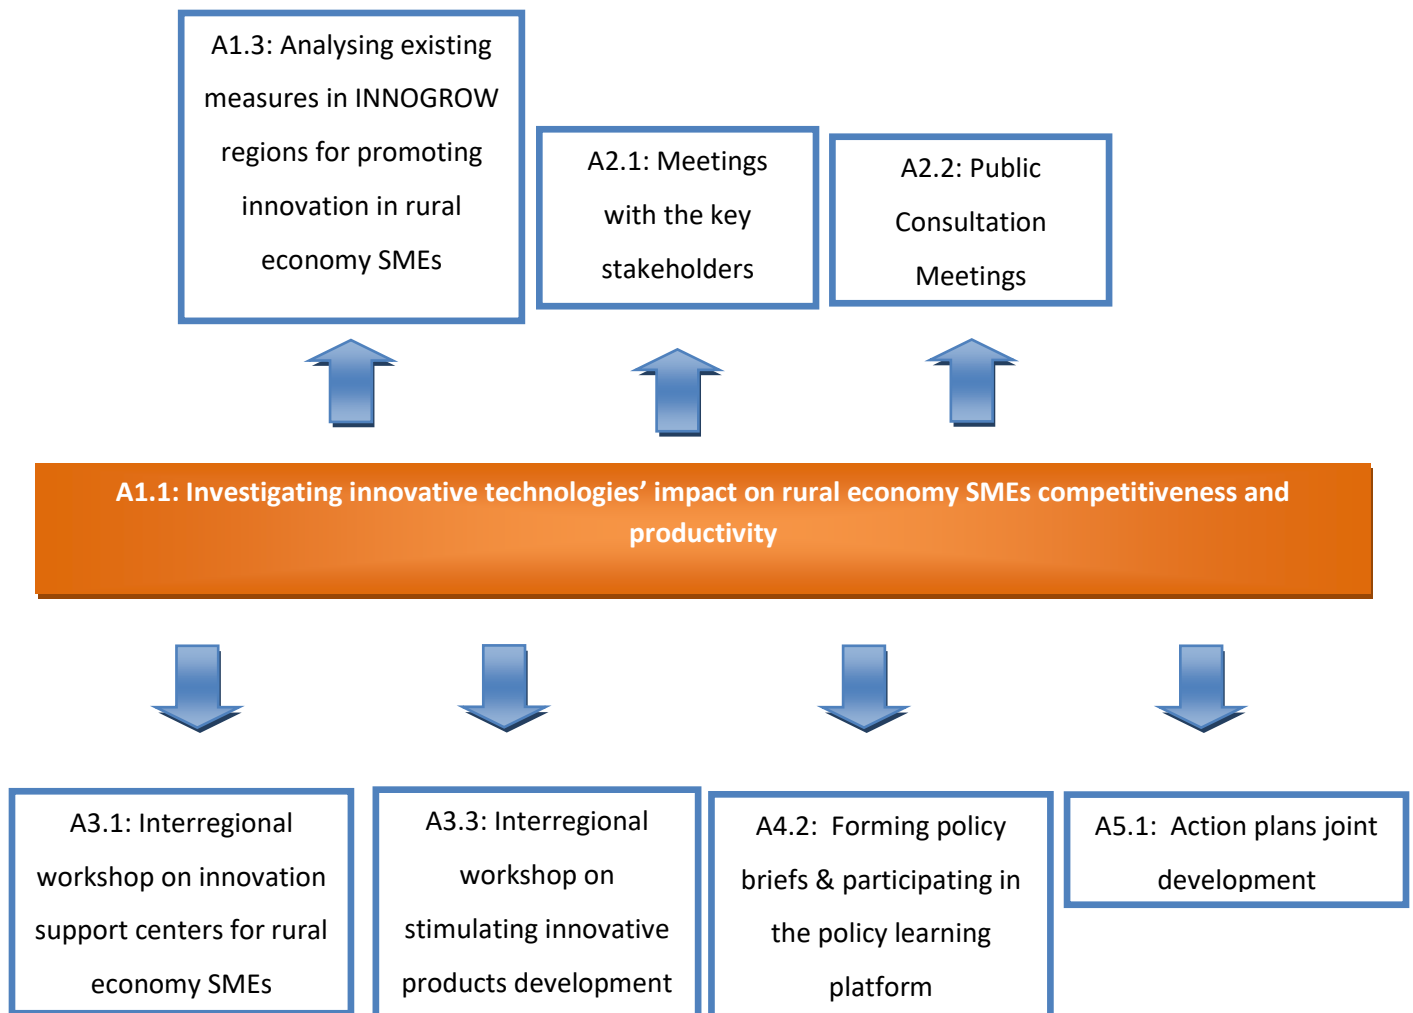 A1.3: Analysing existing
measures in INNOGROW
regions for promoting
innovation in rural
economy SMEs
A2.1: Meetings
with the key
stakeholders
A2.2: Public
Consultation
Meetings
A1.1: Investigating innovative technologies’ impact on rural economy SMEs competitiveness and
productivity
A3.1: Interregional
workshop on innovation
support centers for rural
economy SMEs
A3.3: Interregional
workshop on
stimulating innovative
products development
A4.2: Forming policy
briefs & participating in
the policy learning
platform
A5.1: Action plans joint
development